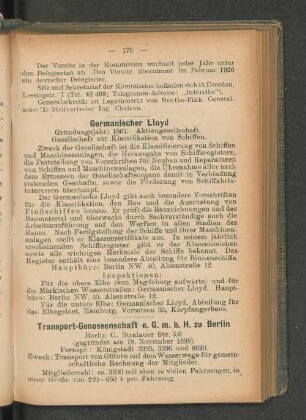 — 175 —
Der Vorsitz in der Kommission wechselt jedes Jahr unter
den Delegierten ab. Den Vorsitz übernimmt im Februar 1926
ein deutscher Delegierter.
Sitz und Sekretariat der Kommission befinden sich in Dresden,
Lessingstr. 7 (Tel. 42 498; Telegramm-Adresse: „Interelbe“).
Generalsekretär ist Legationsrat von Renthe-Fink, General-
sekretär-Stellvertreter Ing.
Germanischer Lloyd
Gründungsjahr: 1867. Aktiengesellschaft.
Gesellschaft zur Klassifikation von Schiffen.
Zweck der Gesellschaft ist die Klassifizierung von Schiffen
und Maschinenanlagen, die Herausgabe von Schiffsregistern,
die Feststellung von Vorschriften für Neubau und Reparaturen
von Schiffen und Maschinenanlagen, die Übernahme aller nach
dem Ermessen der Gesellschaftsorgane damit in Verbindung
stehenden Geschäfte, sowie die Förderung von Schiffahrts-
interessen überhaupt.
Der Germanische Lloyd gibt auch besondere Vorschriften
für die Klassifikation, den Bau und die Ausrüstung von
Flußschiffen heraus. Er prüft die Bauzeichnungen und das
Baumaterial und überwacht durch Sachverständige auch die
Arbeitsausführung auf den Werften in allen Stadien des
Baues. Nach Fertigstellung der Schiffe und ihrer Maschinen-
anlagen stellt er Klassenzertifikate aus. In seinem jährlich
erscheinenden Schiffsregister gibt er das Klassenzeichen
sowie alle wichtigen Merkmale der Schiffe bekannt. Das
Register enthält eine besondere Abteilung für Binnenschiffe.
Hauptbüro: Berlin NW. 40, Alsenstraße 12.
Inspektionen:
Für die obere Elbe (von Magdeburg aufwärts) und für
die Märkischen Wasserstraßen: Germanischer Lloyd, Haupt-
büro: Berlin NW. 40, Alsenstraße 12.
Für die untere Elbe: Germanischer Lloyd, Abteilung für
das Elbegebiet, Hamburg, Vorsetzen 35, Karpfangerhaus.
Transport-Genossenschaft e. G. m. b. H. zu Berlin
Berlin C. Stralauer Str. 5/6
(gegründet am 18. November 1898).
Fernspr.: Königstadt 3395, 3396 und 6620.
Zweck: Transport von Gütern auf dem Wasserwege für gemein-
schaftliche Rechnung der Mitglieder.
Mitgliederzahl: ca. 1200 mit eben so vielen Fahrzeugen, in
einer Größe von 220–650 t pro Fahrzeug.